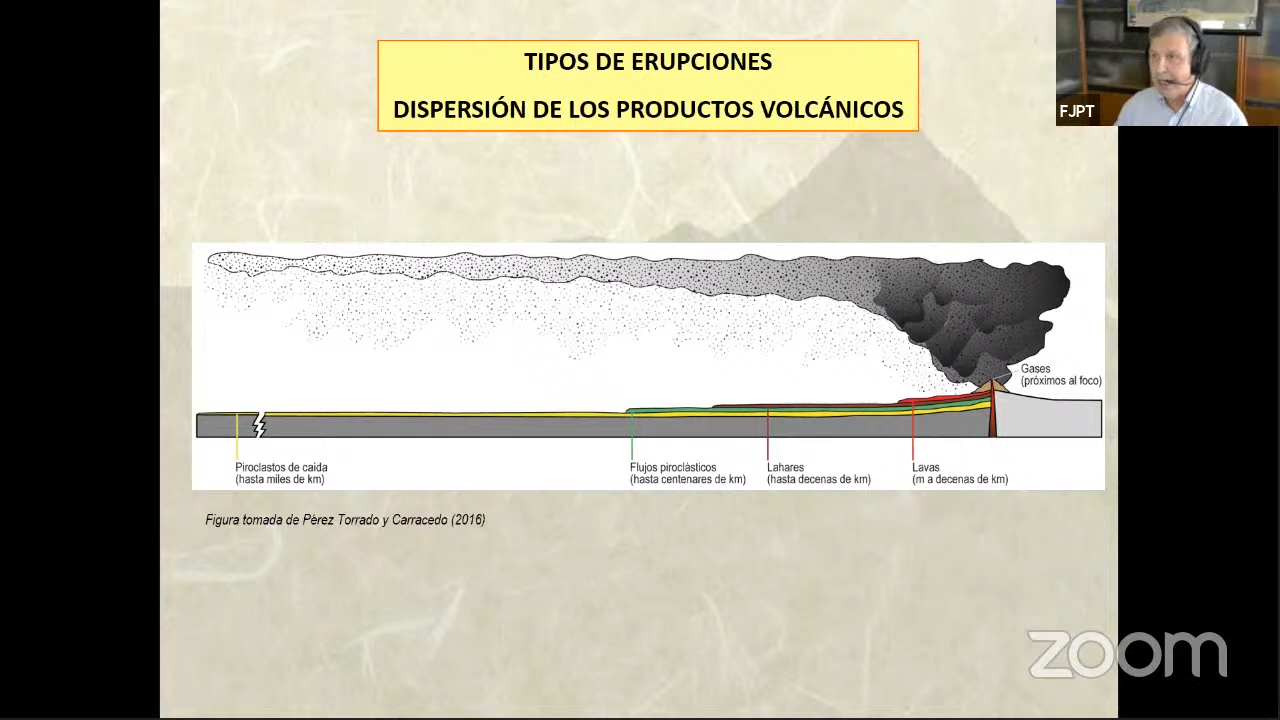 TIPOS DE ERUPCIONES
DISPERSIÓN DE LOS PRODUCTOS VOLCÁNICOS
FJPT
Gases
(próximos al foco)
Piroclastos de caída
(hasta miles de km)
Flujos piroclásticos
(hasta centenares de km)
Lahares
(hasta decenas de km)
Lavas
(m a decenas de km)
Figura tomada de Pérez Torrado y Carracedo (2016)
zoom